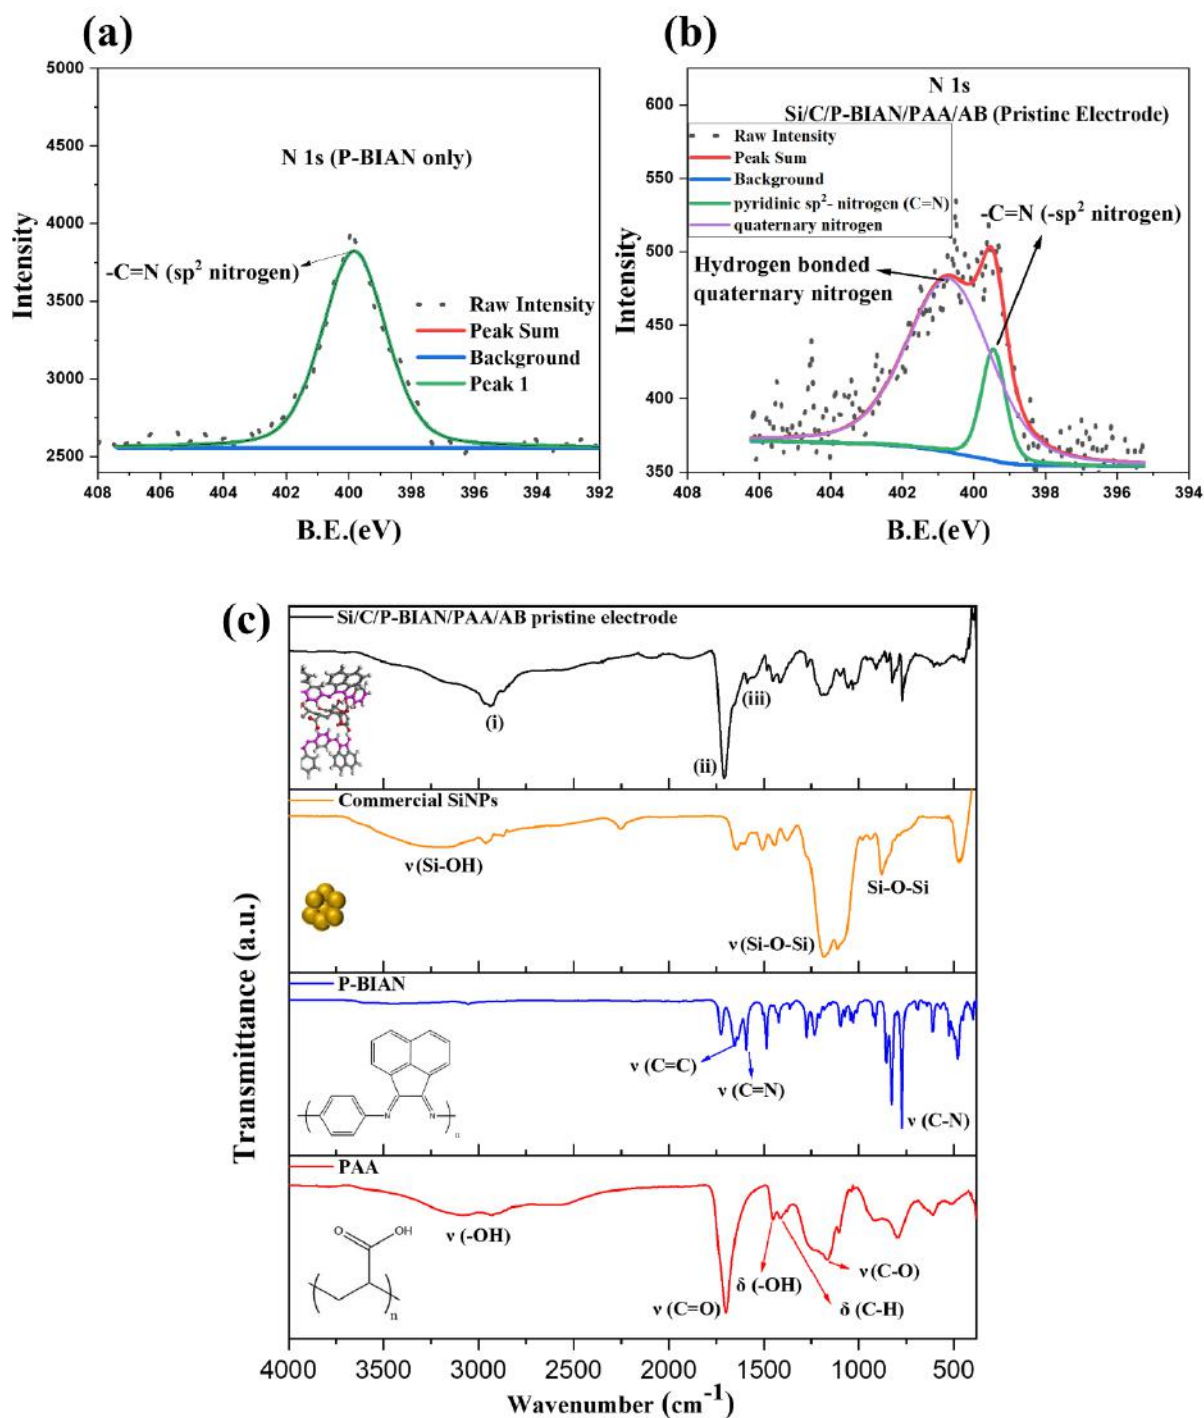 (a)
5000
4500
4000
3500
3000
2500
Intensity
N 1s (P-BIAN only)
-C=N (sp² nitrogen)
Raw Intensity
Peak Sum
Background
Peak 1
408 406 404 402 400 398 396 394 392
B.E.(eV)
(b)
600
550
500
450
400
350
Intensity
N 1s
Si/C/P-BIAN/PAA/AB (Pristine Electrode)
Raw Intensity
Peak Sum
Background
pyridinic sp²- nitrogen (C=N)
quaternary nitrogen
-C=N (-sp² nitrogen)
Hydrogen bonded
quaternary nitrogen
408 406 404 402 400 398 396 394
B.E.(eV)
(c)
Transmittance (a.u.)
Si/C/P-BIAN/PAA/AB pristine electrode
(i)
(ii)
(iii)
Commercial SiNPs
ν (Si-OH)
ν (Si-O-Si)
Si-O-Si
P-BIAN
N
N
n
ν (C=C)
ν (C=N)
ν (C-N)
PAA
O
OH
n
ν (-OH)
ν (C=O)
δ (-OH)
δ (C-H)
ν (C-O)
4000 3500 3000 2500 2000 1500 1000 500
Wavenumber (cm⁻¹)